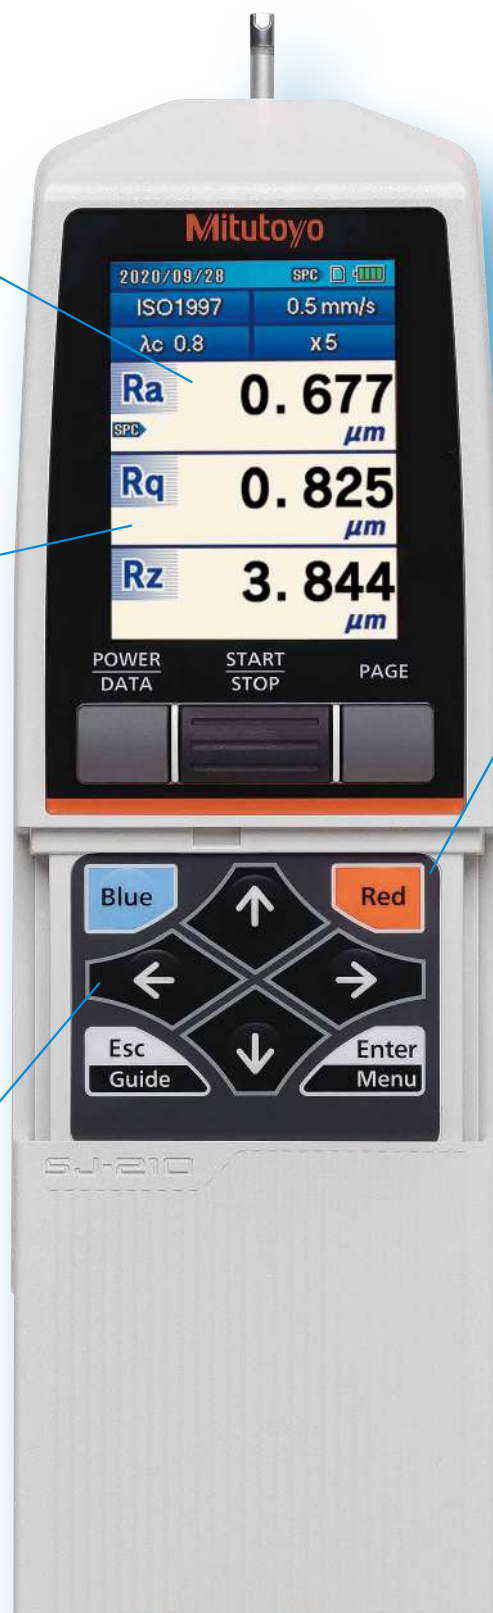 Mitutoyo
2020/09/28 SPC
ISO1997 0.5 mm/s
λc 0.8 x5
Ra 0.677
SPC μm
Rq 0.825
μm
Rz 3.844
μm
POWER START PAGE
DATA STOP
Blue Red
Esc Enter
Guide Menu
SJ-210